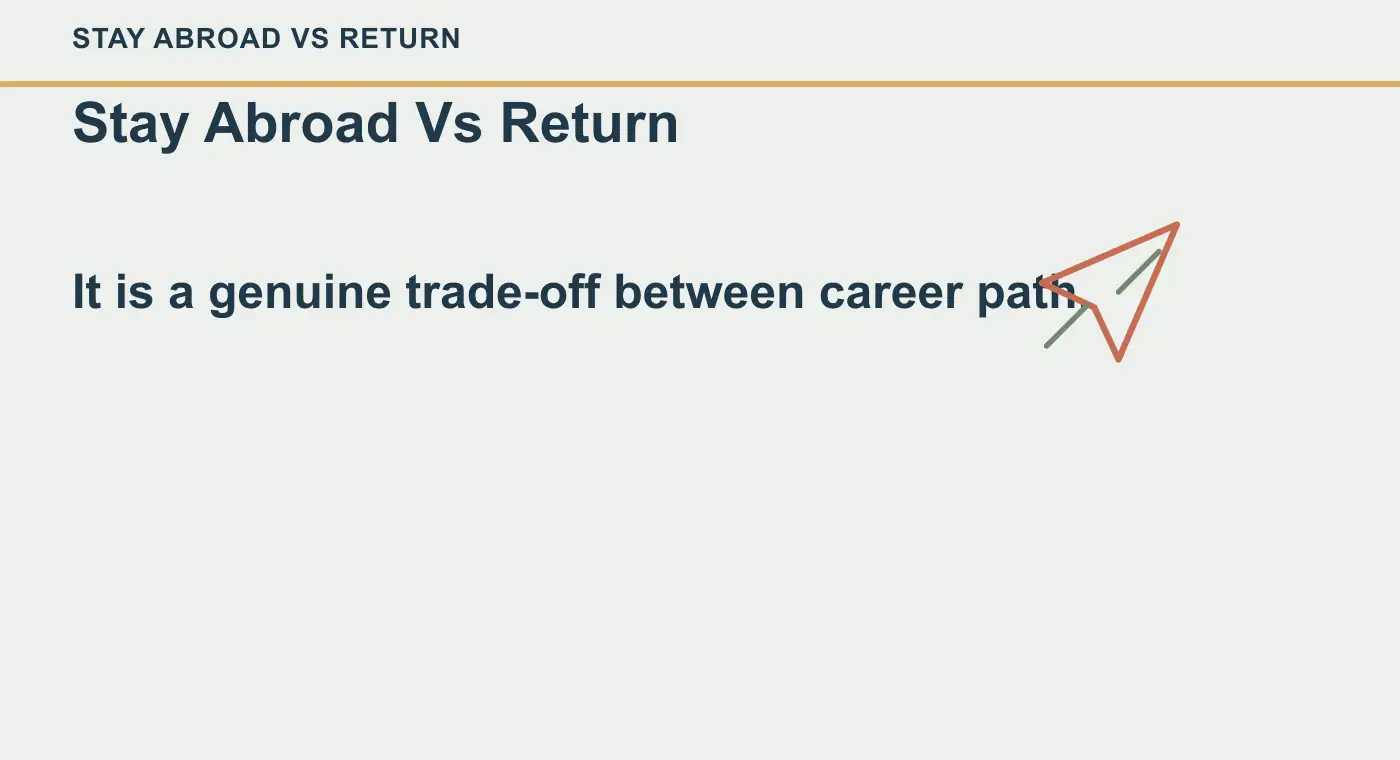 STAY ABROAD VS RETURN
Stay Abroad Vs Return
It is a genuine trade-off between career path,